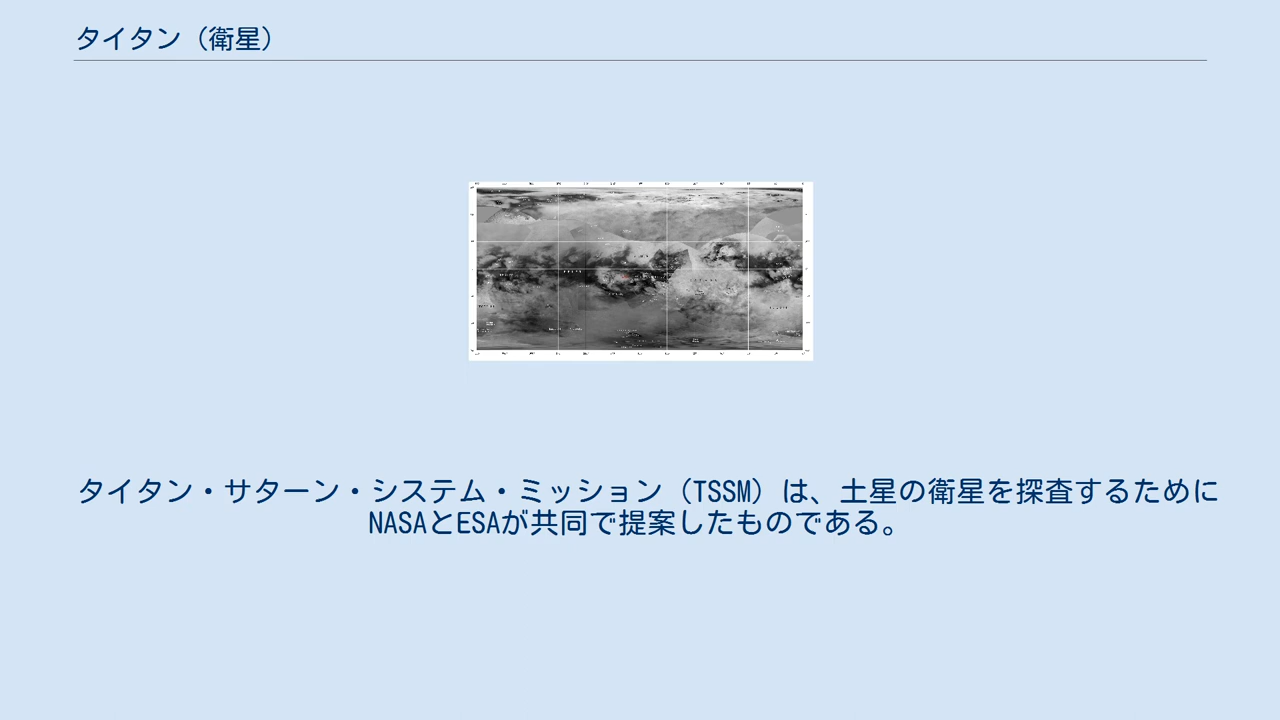 タイタン（衛星）
タイタン・サターン・システム・ミッション（TSSM）は、土星の衛星を探査するために
NASAとESAが共同で提案したものである。